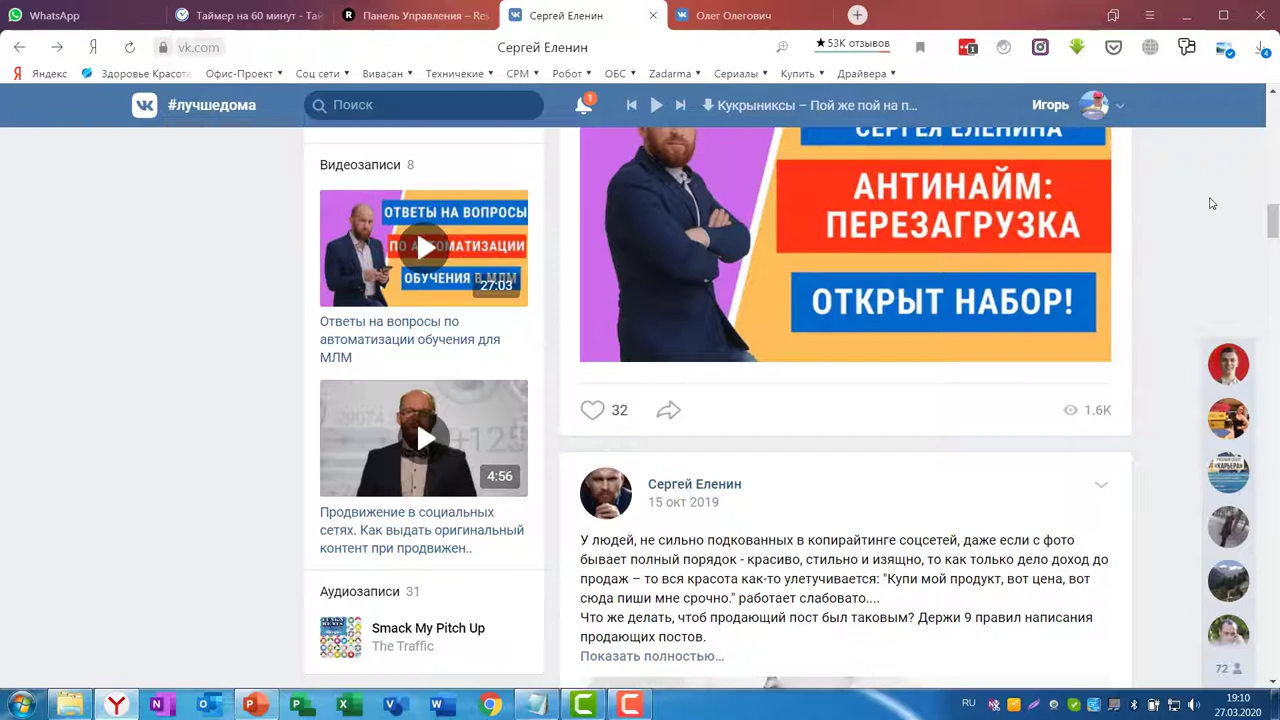 WhatsApp
Таймер на 60 минут - Тай
Панель Управления – Res
Сергей Еленин
Олег Олегович
vk.com
Сергей Еленин
★53K отзывов
1
4
Яндекс
Здоровье Красота
Офис-Проект
Соц сети
Вивасан
Технические
СРМ
Робот
ОБС
Zadarma
Сериалы
Купить
Драйвера
#лучшедома
Поиск
1
Кукрыниксы – Пой же пой на п...
Игорь
Видеозаписи 8
ОТВЕТЫ НА ВОПРОСЫ
ПО АВТОМАТИЗАЦИИ
ОБУЧЕНИЯ В МЛМ
27:03
Ответы на вопросы по
автоматизации обучения для
МЛМ
4:56
Продвижение в социальных
сетях. Как выдать оригинальный
контент при продвижен..
Аудиозаписи 31
Smack My Pitch Up
The Traffic
СЕРГЕЯ ЕЛЕНИНА
АНТИНАЙМ:
ПЕРЕЗАГРУЗКА
ОТКРЫТ НАБОР!
32
1.6K
Сергей Еленин
15 окт 2019
У людей, не сильно подкованных в копирайтинге соцсетей, даже если с фото
бывает полный порядок - красиво, стильно и изящно, то как только дело доход до
продаж – то вся красота как-то улетучивается: "Купи мой продукт, вот цена, вот
сюда пиши мне срочно." работает слабовато....
Что же делать, чтоб продающий пост был таковым? Держи 9 правил написания
продающих постов.
Показать полностью…
72
RU
19:10
27.03.2020